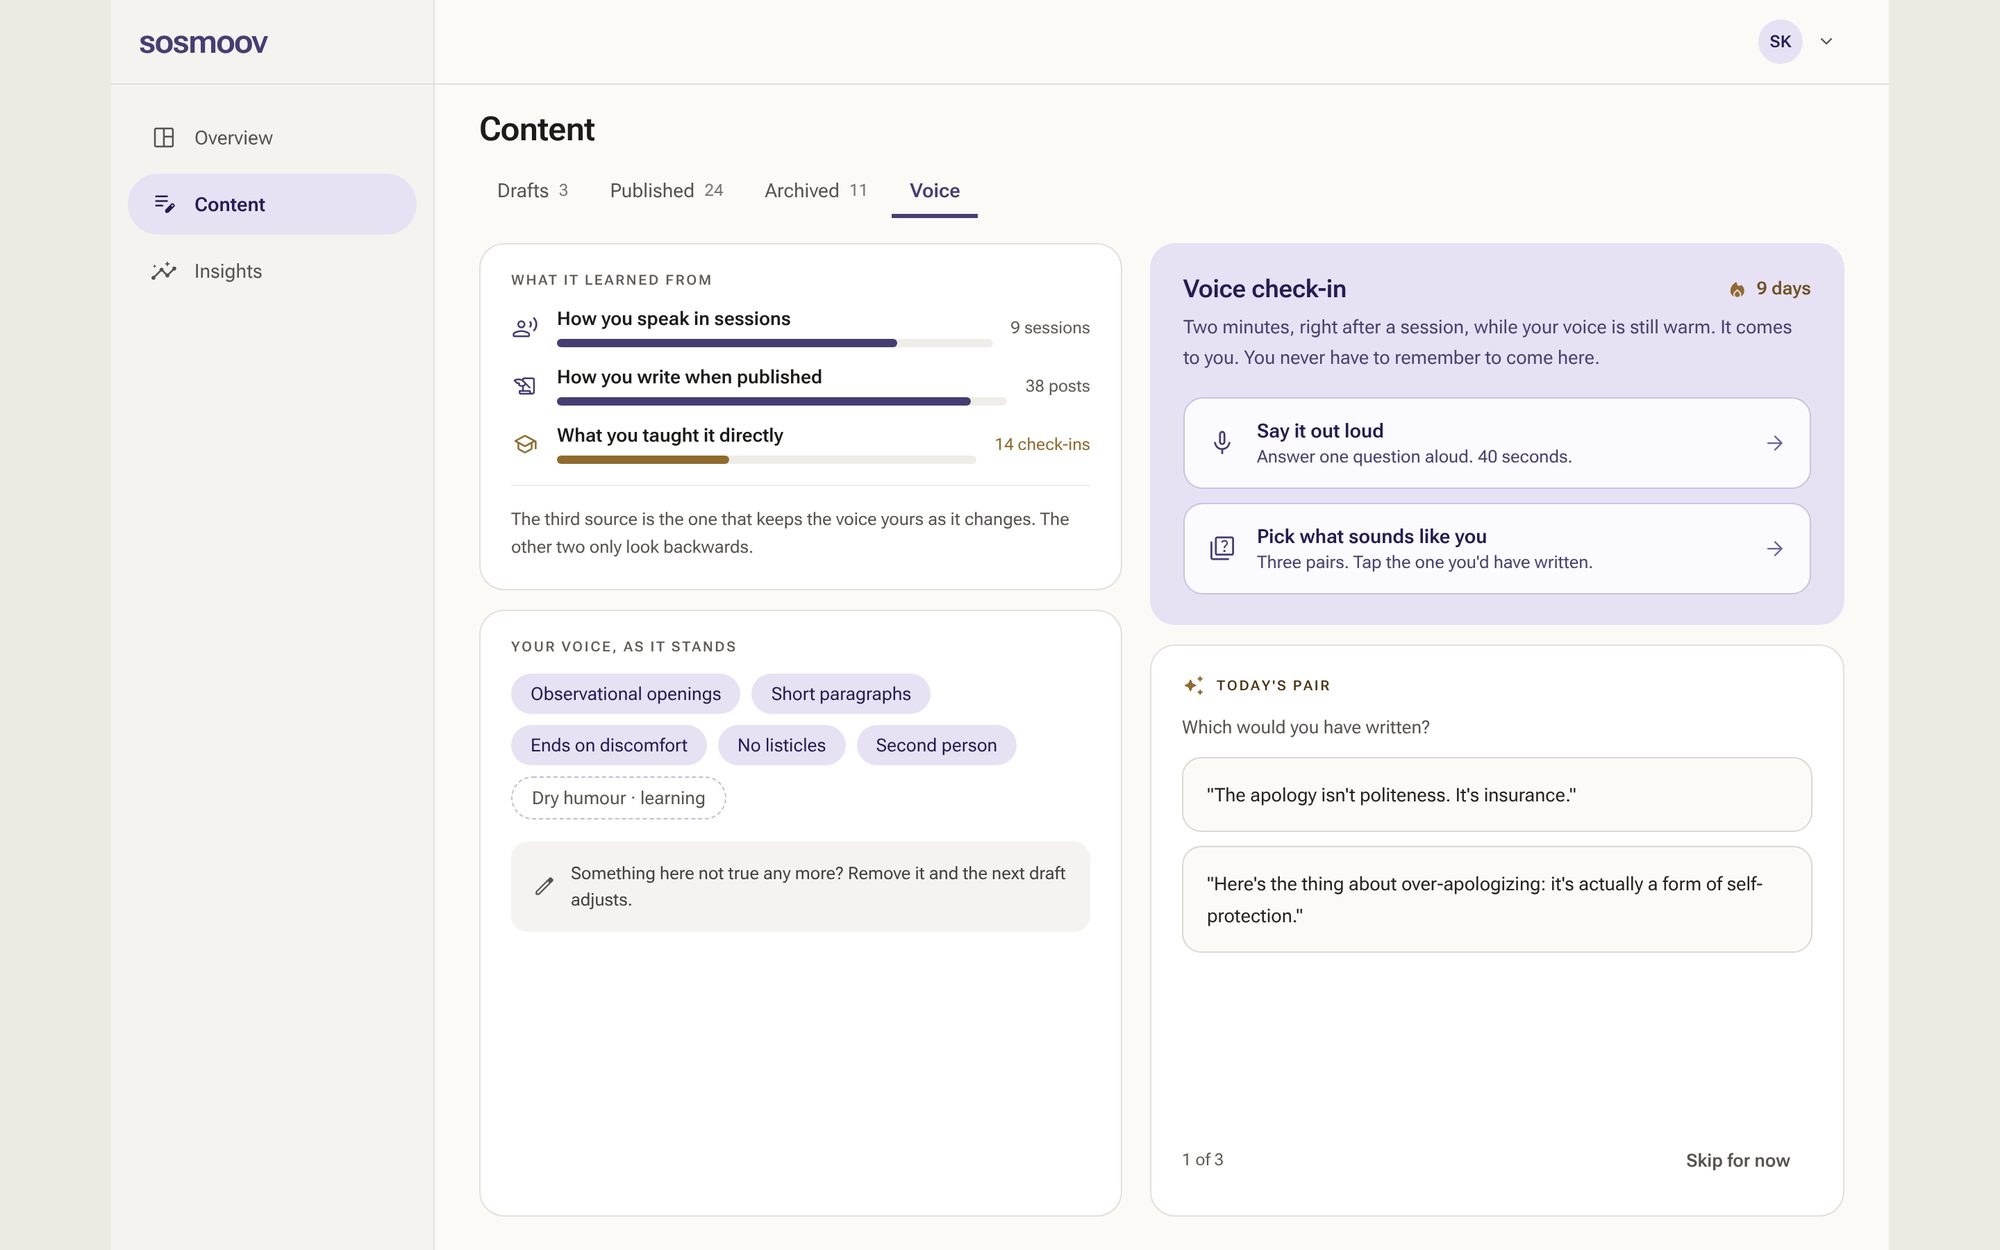 sosmoov
SK
Overview
Content
Insights
Content
Drafts 3
Published 24
Archived 11
Voice
WHAT IT LEARNED FROM
How you speak in sessions
9 sessions
How you write when published
38 posts
What you taught it directly
14 check-ins
The third source is the one that keeps the voice yours as it changes. The
other two only look backwards.
YOUR VOICE, AS IT STANDS
Observational openings
Short paragraphs
Ends on discomfort
No listicles
Second person
Dry humour · learning
Something here not true any more? Remove it and the next draft
adjusts.
Voice check-in
9 days
Two minutes, right after a session, while your voice is still warm. It comes
to you. You never have to remember to come here.
Say it out loud
Answer one question aloud. 40 seconds.
Pick what sounds like you
Three pairs. Tap the one you'd have written.
TODAY'S PAIR
Which would you have written?
"The apology isn't politeness. It's insurance."
"Here's the thing about over-apologizing: it's actually a form of self-
protection."
1 of 3
Skip for now